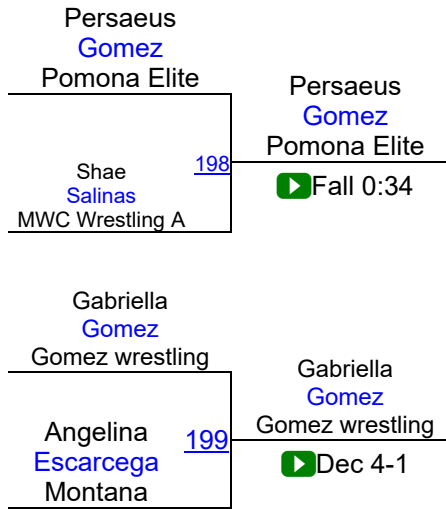 Persaeus
Gomez
Pomona Elite
198
Shae
Salinas
MWC Wrestling A
Persaeus
Gomez
Pomona Elite
Fall 0:34
Gabriella
Gomez
Gomez wrestling
199
Angelina
Escarcega
Montana
Gabriella
Gomez
Gomez wrestling
Dec 4-1